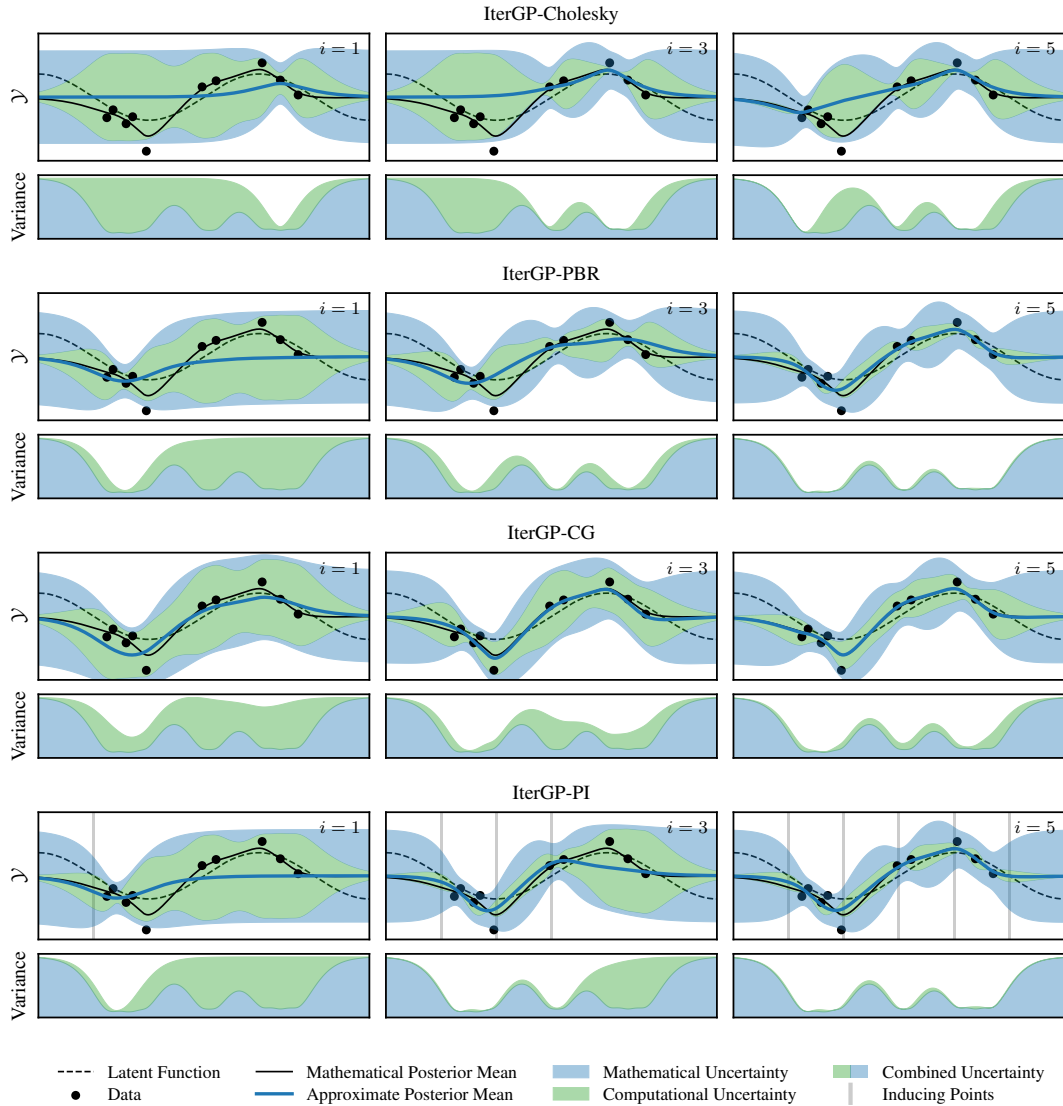 IterGP-Cholesky
𝒴
i = 1
i = 3
i = 5
Variance
IterGP-PBR
𝒴
i = 1
i = 3
i = 5
Variance
IterGP-CG
𝒴
i = 1
i = 3
i = 5
Variance
IterGP-PI
𝒴
i = 1
i = 3
i = 5
Variance
Latent Function
Mathematical Posterior Mean
Mathematical Uncertainty
Combined Uncertainty
Data
Approximate Posterior Mean
Computational Uncertainty
Inducing Points